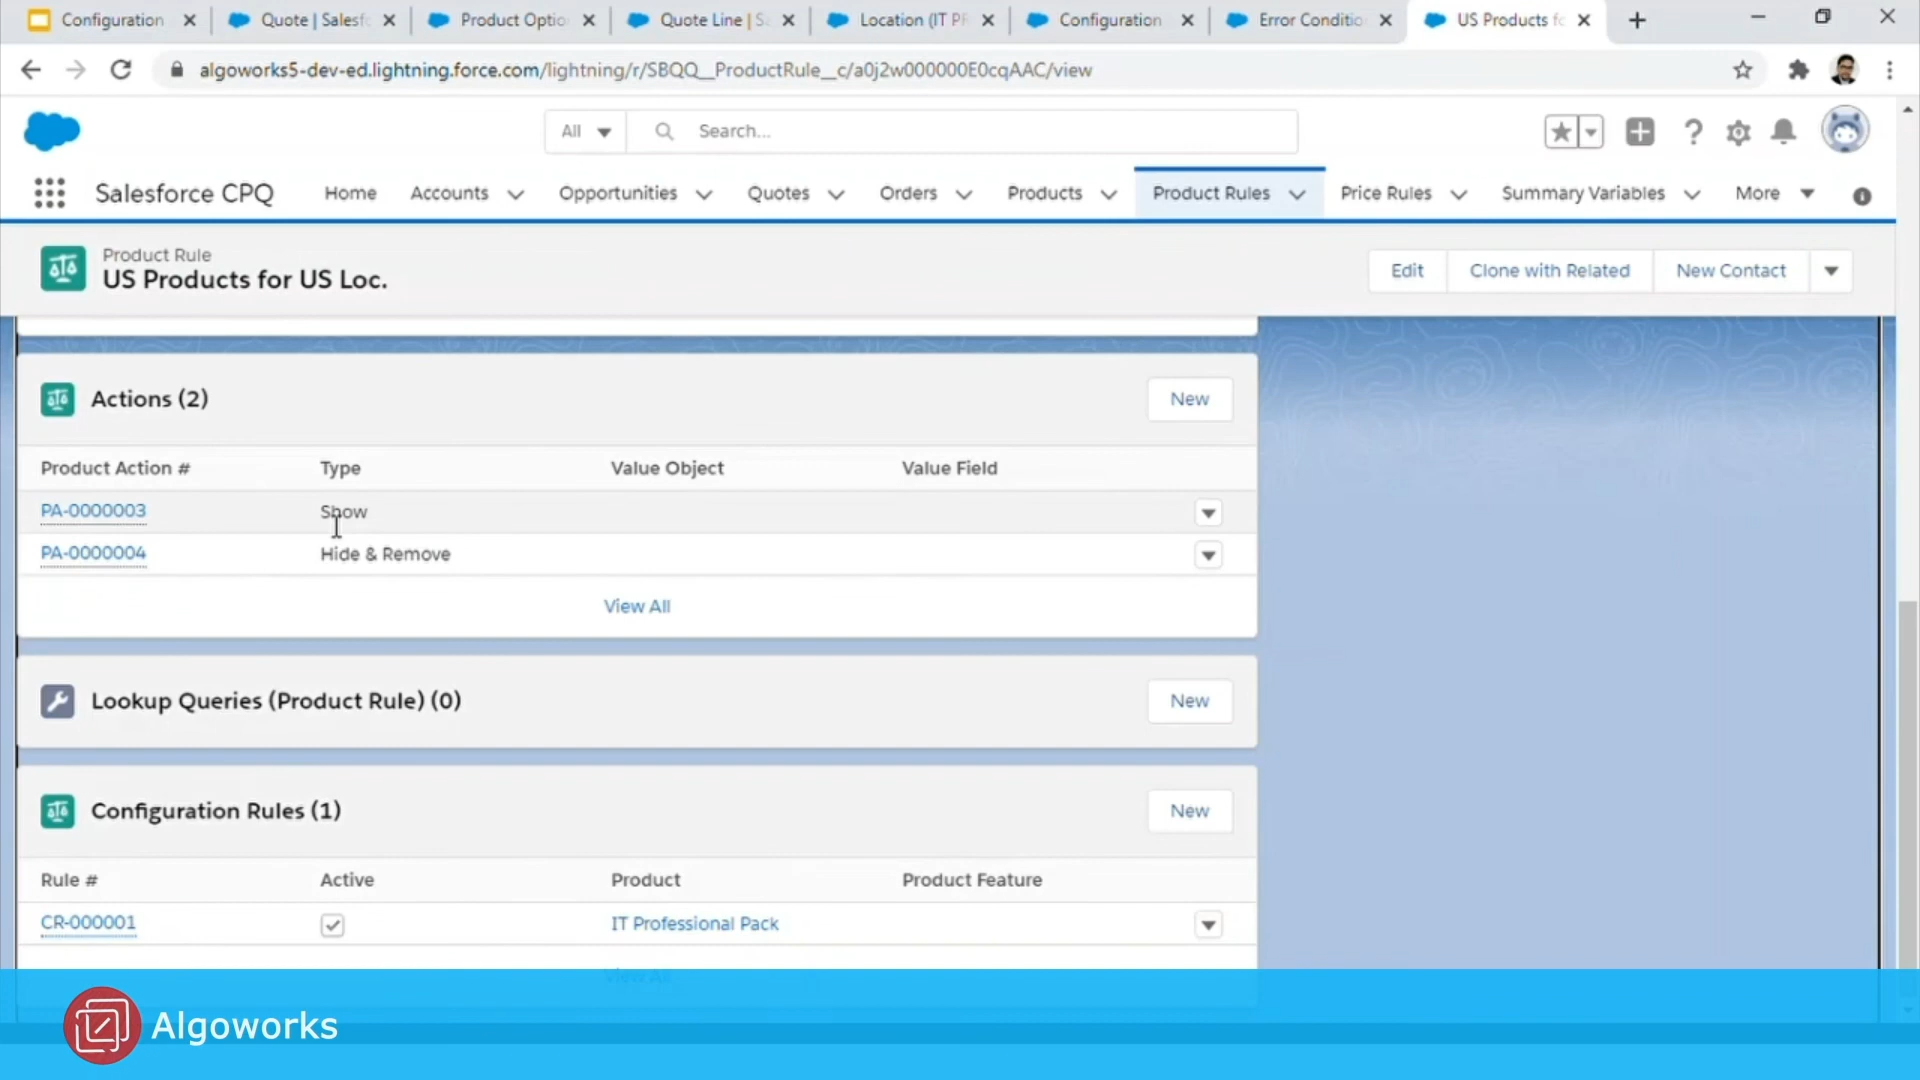 Configuration
Quote | Salesf
Product Optio
Quote Line | S
Location (IT P
Configuration
Error Conditio
US Products fo
algoworks5-dev-ed.lightning.force.com/lightning/r/SBQQ__ProductRule__c/a0j2w000000E0cqAAC/view
All
Search...
Salesforce CPQ
Home
Accounts
Opportunities
Quotes
Orders
Products
Product Rules
Price Rules
Summary Variables
More
Product Rule
US Products for US Loc.
Edit
Clone with Related
New Contact
Actions (2)
New
Product Action #
Type
Value Object
Value Field
PA-0000003
Show
PA-0000004
Hide & Remove
View All
Lookup Queries (Product Rule) (0)
New
Configuration Rules (1)
New
Rule #
Active
Product
Product Feature
CR-000001
IT Professional Pack
View All
Algoworks